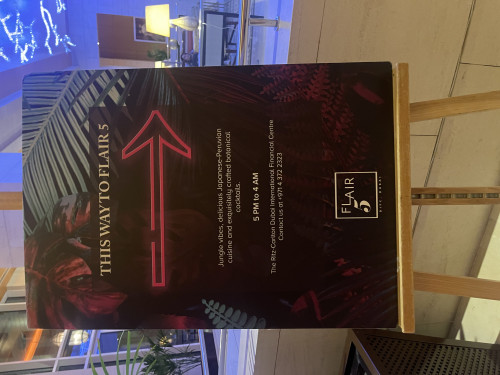 THIS WAY TO FLAIR 5
Jungle vibes, delicious Japanese-Peruvian
cuisine and exquisitely crafted botanical
cocktails.
5 PM to 4 AM
The Ritz-Carlton Dubai International Financial Centre
Contact us at +971 4 372 2323
FLAIR
5